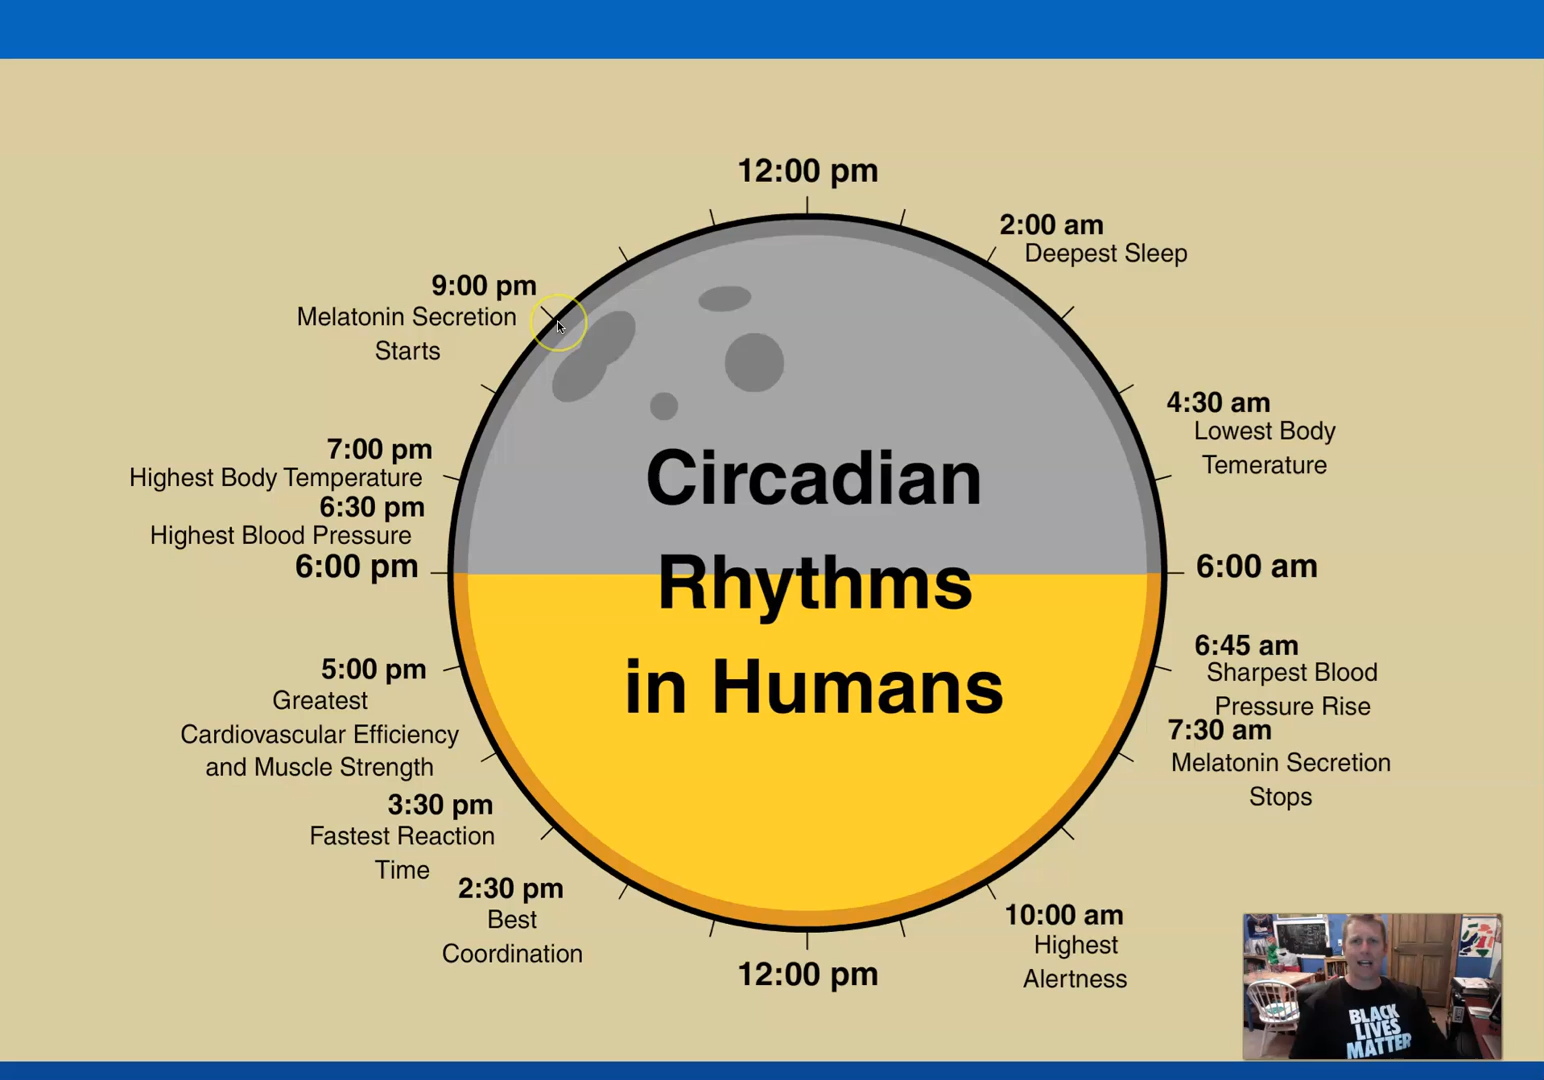 12:00 pm
2:00 am
Deepest Sleep
9:00 pm
Melatonin Secretion
Starts
4:30 am
Lowest Body
Temerature
7:00 pm
Highest Body Temperature
6:30 pm
Highest Blood Pressure
6:00 pm
6:00 am
Circadian
Rhythms
in Humans
6:45 am
Sharpest Blood
Pressure Rise
7:30 am
Melatonin Secretion
Stops
5:00 pm
Greatest
Cardiovascular Efficiency
and Muscle Strength
3:30 pm
Fastest Reaction
Time
2:30 pm
Best
Coordination
10:00 am
Highest
Alertness
12:00 pm
BLACK
LIVES
MATTER